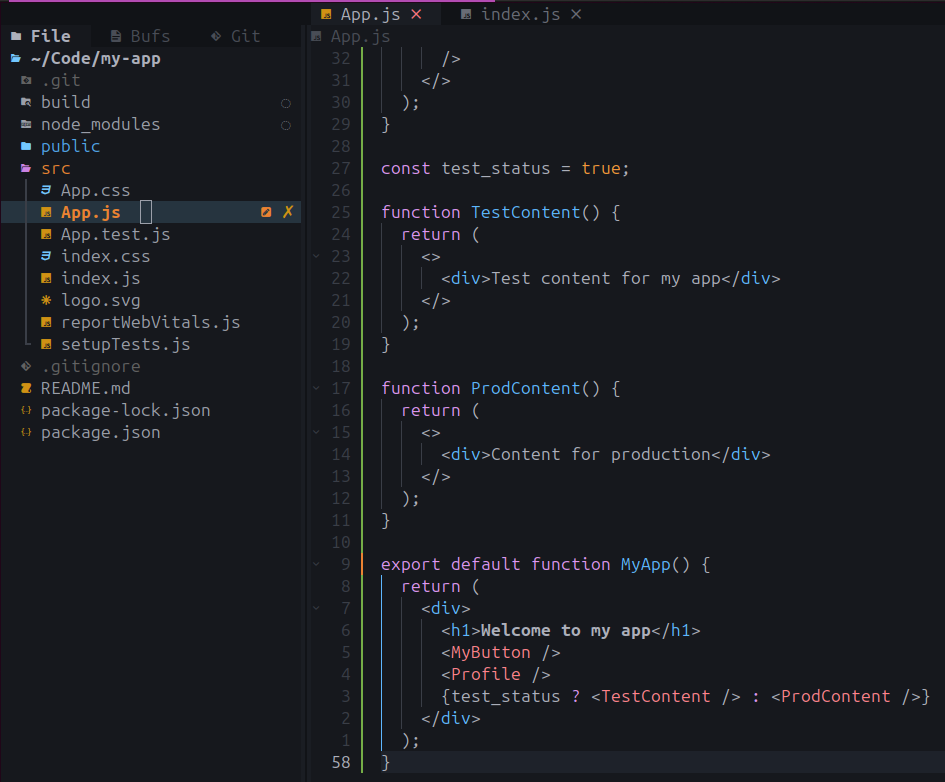 App.js ✕ index.js ✕
File Bufs Git
App.js
~/Code/my-app
.git
build
node_modules
public
src
App.css
App.js ✗
App.test.js
index.css
index.js
logo.svg
reportWebVitals.js
setupTests.js
.gitignore
README.md
package-lock.json
package.json
32 />
31 </>
30 );
29 }
28
27 const test_status = true;
26
25 function TestContent() {
24 return (
23 <>
22 <div>Test content for my app</div>
21 </>
20 );
19 }
18
17 function ProdContent() {
16 return (
15 <>
14 <div>Content for production</div>
13 </>
12 );
11 }
10
9 export default function MyApp() {
8 return (
7 <div>
6 <h1>Welcome to my app</h1>
5 <MyButton />
4 <Profile />
3 {test_status ? <TestContent /> : <ProdContent />}
2 </div>
1 );
58 }